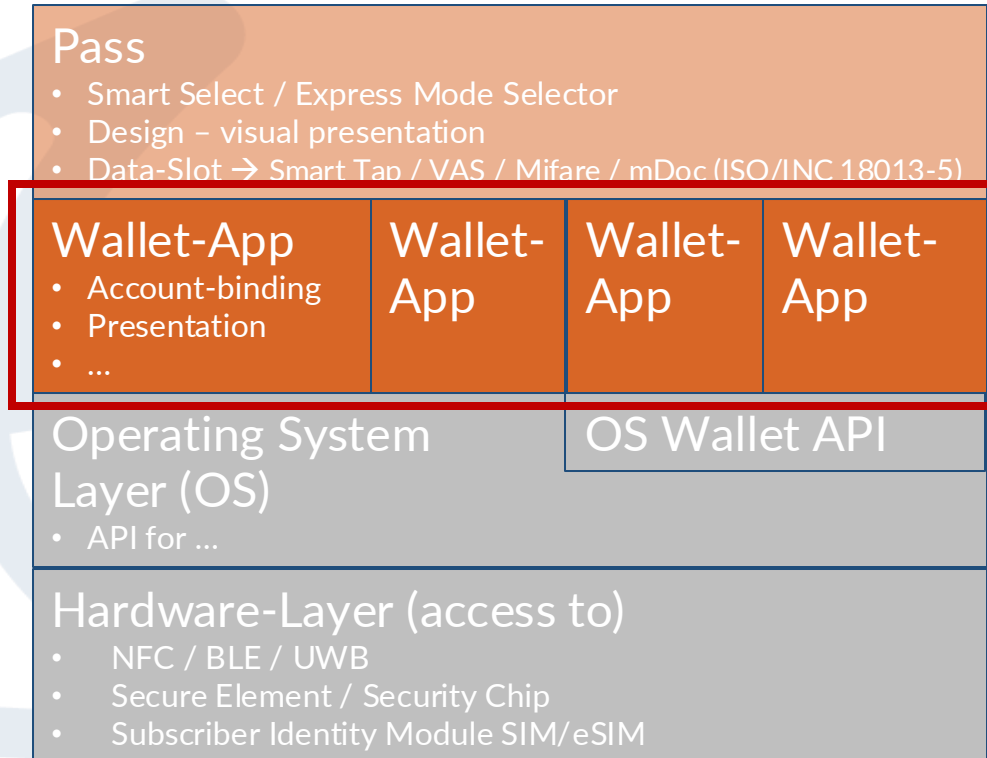 Pass
• Smart Select / Express Mode Selector
• Design – visual presentation
• Data-Slot → Smart Tap / VAS / Mifare / mDoc (ISO/INC 18013-5)
Wallet-App
• Account-binding
• Presentation
• ...
Wallet-
App
Wallet-
App
Wallet-
App
Operating System
Layer (OS)
• API for ...
OS Wallet API
Hardware-Layer (access to)
• NFC / BLE / UWB
• Secure Element / Security Chip
• Subscriber Identity Module SIM/eSIM